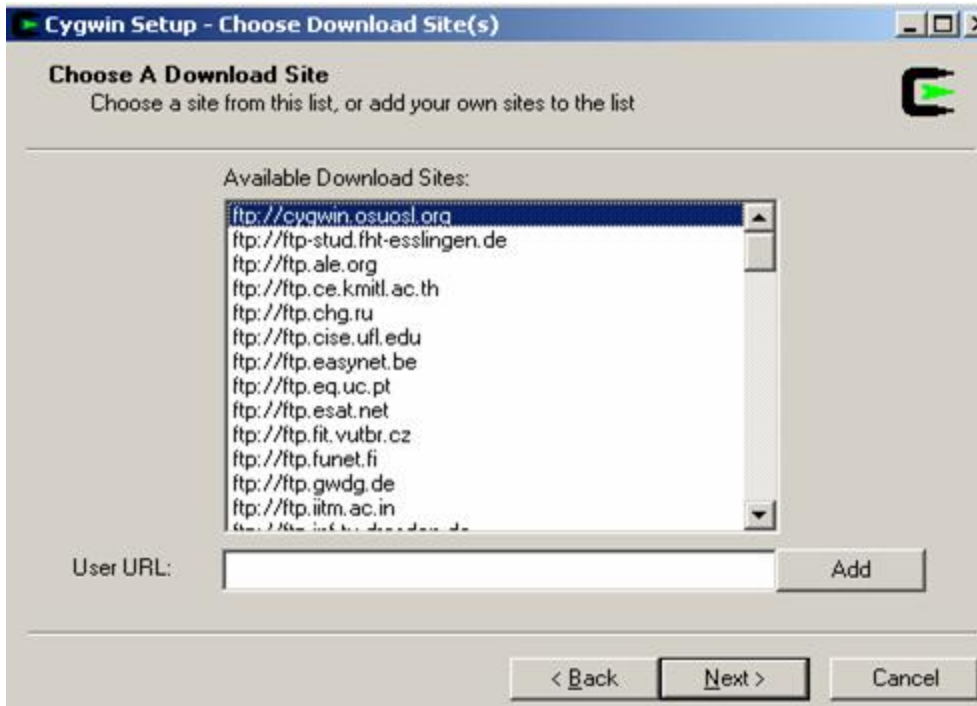 Cygwin Setup - Choose Download Site(s)
Choose A Download Site
Choose a site from this list, or add your own sites to the list
Available Download Sites:
ftp://cygwin.osuosl.org
ftp://ftp-stud.fht-esslingen.de
ftp://ftp.ale.org
ftp://ftp.ce.kmitl.ac.th
ftp://ftp.chg.ru
ftp://ftp.cise.ufl.edu
ftp://ftp.easynet.be
ftp://ftp.eq.uc.pt
ftp://ftp.esat.net
ftp://ftp.fit.vutbr.cz
ftp://ftp.funet.fi
ftp://ftp.gwdg.de
ftp://ftp.iitm.ac.in
User URL:
Add
< Back
Next >
Cancel